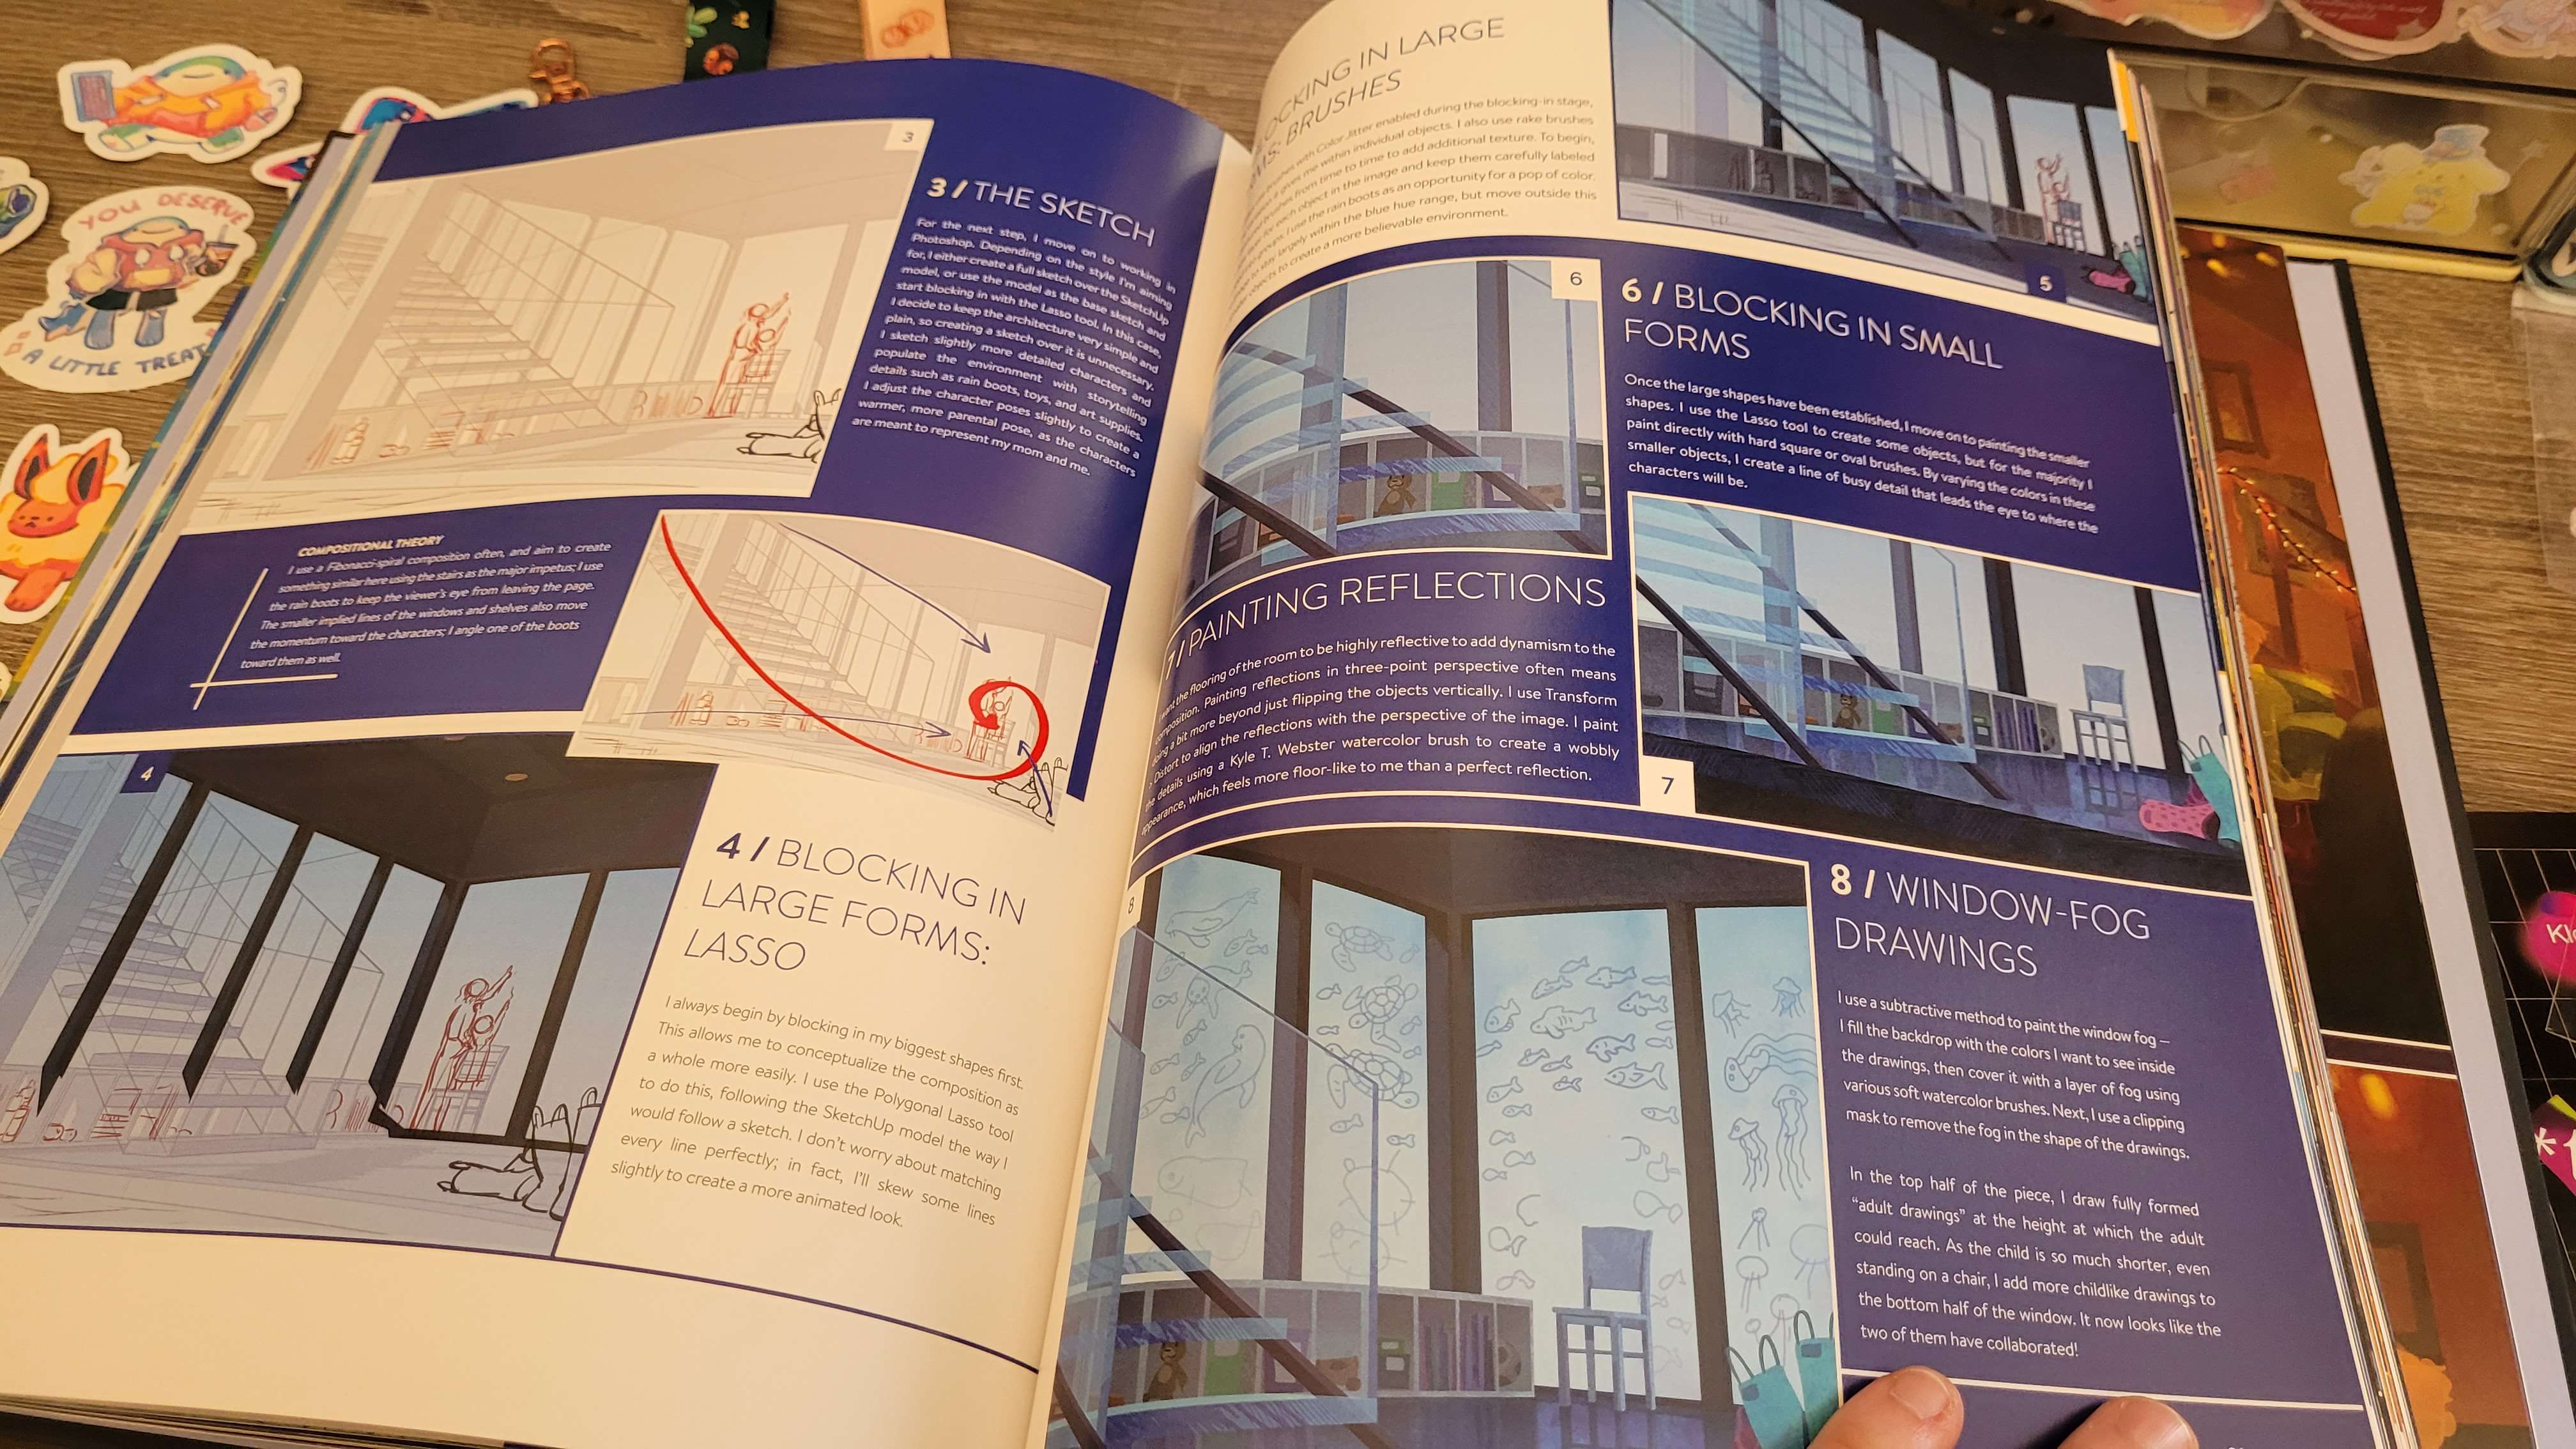 YOU DESERVE
A LITTLE TREAT
3
3 / THE SKETCH
For the next step, I move on to working in
Photoshop. Depending on the style I'm aiming
for, I either create a full sketch over the SketchUp
model, or use the model as the base sketch and
start blocking in with the Lasso tool. In this case,
I decide to keep the architecture very simple and
plain, so creating a sketch over it is unnecessary.
I sketch slightly more detailed characters and
populate the environment with storytelling
details such as rain boots, toys, and art supplies.
I adjust the character poses slightly to create a
warmer, more parental pose, as the characters
are meant to represent my mom and me.
COMPOSITIONAL THEORY
I use a Fibonacci-spiral composition often, and aim to create
something similar here using the stairs as the major impetus; I use
the rain boots to keep the viewer's eye from leaving the page.
The smaller implied lines of the windows and shelves also move
the momentum toward the characters; I angle one of the boots
toward them as well.
4
4 / BLOCKING IN
LARGE FORMS:
LASSO
I always begin by blocking in my biggest shapes first.
This allows me to conceptualize the composition as
a whole more easily. I use the Polygonal Lasso tool
to do this, following the SketchUp model the way I
would follow a sketch. I don't worry about matching
every line perfectly; in fact, I'll skew some lines
slightly to create a more animated look.
IN LARGE
BRUSHES
with Color Jitter enabled during the blocking-in stage,
within individual objects. I also use rake brushes
from time to time to add additional texture. To begin,
for each object in the image and keep them carefully labeled
I use the rain boots as an opportunity for a pop of color.
largely within the blue hue range, but move outside this
objects to create a more believable environment.
5
6
6 / BLOCKING IN SMALL
FORMS
Once the large shapes have been established, I move on to painting the smaller
shapes. I use the Lasso tool to create some objects, but for the majority I
paint directly with hard square or oval brushes. By varying the colors in these
smaller objects, I create a line of busy detail that leads the eye to where the
characters will be.
7 / PAINTING REFLECTIONS
the flooring of the room to be highly reflective to add dynamism to the
Painting reflections in three-point perspective often means
a bit more beyond just flipping the objects vertically. I use Transform
Distort to align the reflections with the perspective of the image. I paint
the details using a Kyle T. Webster watercolor brush to create a wobbly
appearance, which feels more floor-like to me than a perfect reflection.
7
8
8 / WINDOW-FOG
DRAWINGS
I use a subtractive method to paint the window fog —
I fill the backdrop with the colors I want to see inside
the drawings, then cover it with a layer of fog using
various soft watercolor brushes. Next, I use a clipping
mask to remove the fog in the shape of the drawings.
In the top half of the piece, I draw fully formed
"adult drawings" at the height at which the adult
could reach. As the child is so much shorter, even
standing on a chair, I add more childlike drawings to
the bottom half of the window. It now looks like the
two of them have collaborated!